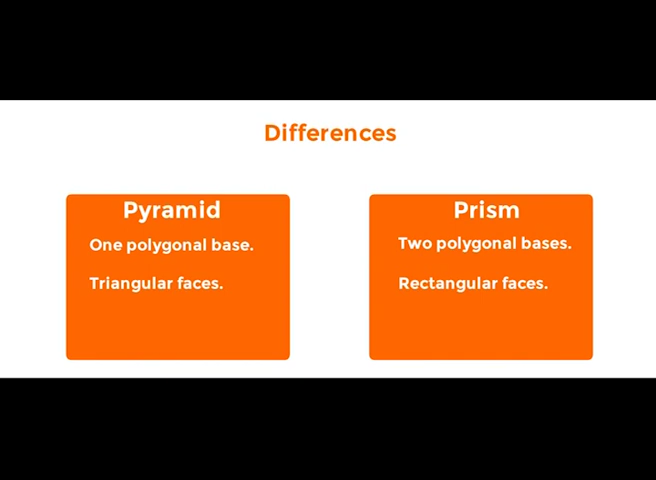 Differences
Pyramid
One polygonal base.
Triangular faces.
Prism
Two polygonal bases.
Rectangular faces.